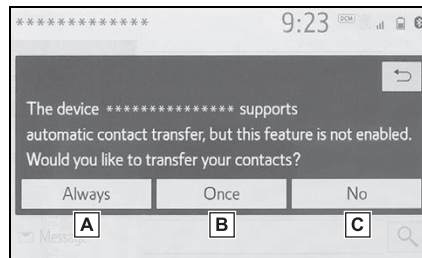 ************* 9:23 DCM
The device *************** supports
automatic contact transfer, but this feature is not enabled.
Would you like to transfer your contacts?
Always Once No
A B C
Message